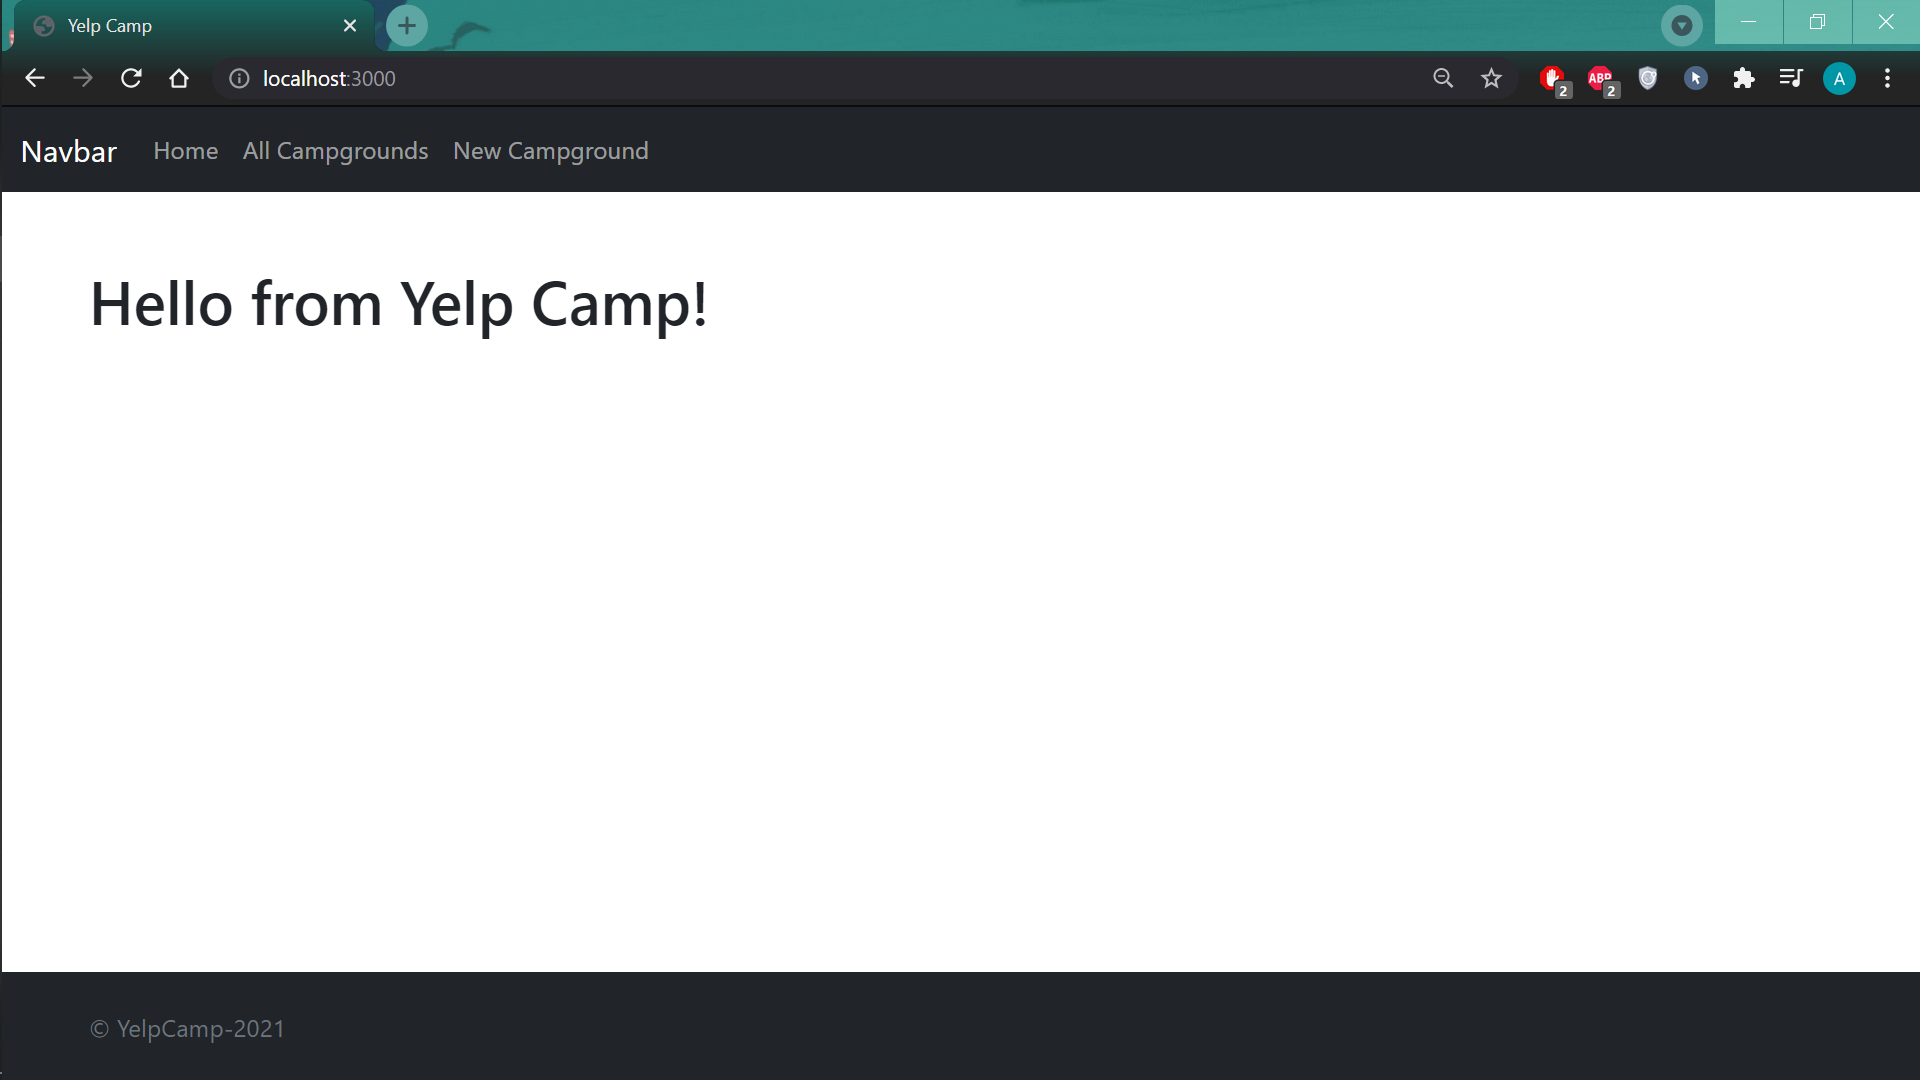 Yelp Camp
localhost:3000
ABP
2
2
A
Navbar Home All Campgrounds New Campground
Hello from Yelp Camp!
© YelpCamp-2021